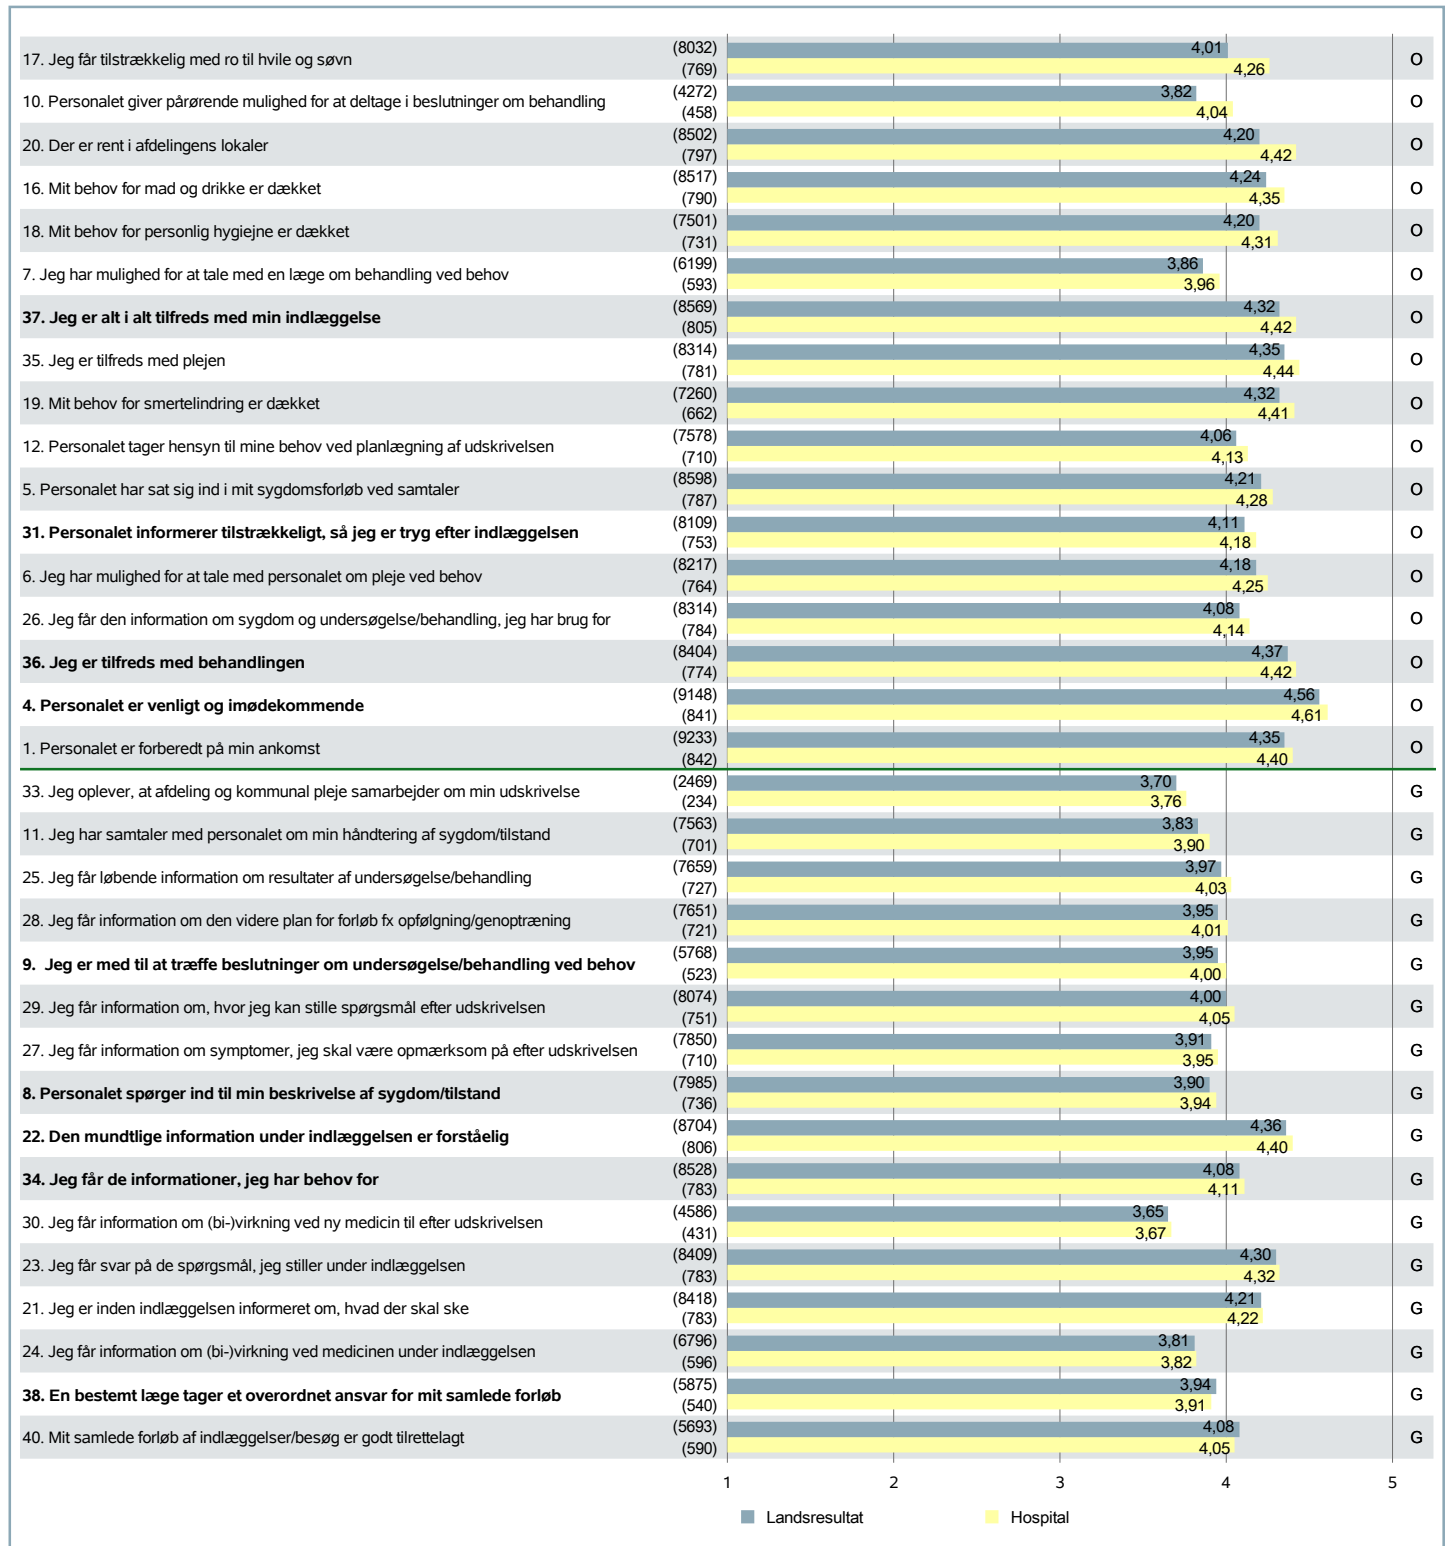 (8032) 4,01
17. Jeg får tilstrækkelig med ro til hvile og søvn O
(769) 4,26
(4272) 3,82
10. Personalet giver pårørende mulighed for at deltage i beslutninger om behandling O
(458) 4,04
(8502) 4,20
20. Der er rent i afdelingens lokaler O
(797) 4,42
(8517) 4,24
16. Mit behov for mad og drikke er dækket O
(790) 4,35
(7501) 4,20
18. Mit behov for personlig hygiejne er dækket O
(731) 4,31
(6199) 3,86
7. Jeg har mulighed for at tale med en læge om behandling ved behov O
(593) 3,96
(8569) 4,32
37. Jeg er alt i alt tilfreds med min indlæggelse O
(805) 4,42
(8314) 4,35
35. Jeg er tilfreds med plejen O
(781) 4,44
(7260) 4,32
19. Mit behov for smertelindring er dækket O
(662) 4,41
(7578) 4,06
12. Personalet tager hensyn til mine behov ved planlægning af udskrivelsen O
(710) 4,13
(8598) 4,21
5. Personalet har sat sig ind i mit sygdomsforløb ved samtaler O
(787) 4,28
(8109) 4,11
31. Personalet informerer tilstrækkeligt, så jeg er tryg efter indlæggelsen O
(753) 4,18
(8217) 4,18
6. Jeg har mulighed for at tale med personalet om pleje ved behov O
(764) 4,25
(8314) 4,08
26. Jeg får den information om sygdom og undersøgelse/behandling, jeg har brug for O
(784) 4,14
(8404) 4,37
36. Jeg er tilfreds med behandlingen O
(774) 4,42
(9148) 4,56
4. Personalet er venligt og imødekommende O
(841) 4,61
(9233) 4,35
1. Personalet er forberedt på min ankomst O
(842) 4,40
(2469) 3,70
33. Jeg oplever, at afdeling og kommunal pleje samarbejder om min udskrivelse G
(234) 3,76
(7563) 3,83
11. Jeg har samtaler med personalet om min håndtering af sygdom/tilstand G
(701) 3,90
(7659) 3,97
25. Jeg får løbende information om resultater af undersøgelse/behandling G
(727) 4,03
(7651) 3,95
28. Jeg får information om den videre plan for forløb fx opfølgning/genoptræning G
(721) 4,01
(5768) 3,95
9. Jeg er med til at træffe beslutninger om undersøgelse/behandling ved behov G
(523) 4,00
(8074) 4,00
29. Jeg får information om, hvor jeg kan stille spørgsmål efter udskrivelsen G
(751) 4,05
(7850) 3,91
27. Jeg får information om symptomer, jeg skal være opmærksom på efter udskrivelsen G
(710) 3,95
(7985) 3,90
8. Personalet spørger ind til min beskrivelse af sygdom/tilstand G
(736) 3,94
(8704) 4,36
22. Den mundtlige information under indlæggelsen er forståelig G
(806) 4,40
(8528) 4,08
34. Jeg får de informationer, jeg har behov for G
(783) 4,11
(4586) 3,65
30. Jeg får information om (bi-)virkning ved ny medicin til efter udskrivelsen G
(431) 3,67
(8409) 4,30
23. Jeg får svar på de spørgsmål, jeg stiller under indlæggelsen G
(783) 4,32
(8418) 4,21
21. Jeg er inden indlæggelsen informeret om, hvad der skal ske G
(783) 4,22
(6796) 3,81
24. Jeg får information om (bi-)virkning ved medicinen under indlæggelsen G
(596) 3,82
(5875) 3,94
38. En bestemt læge tager et overordnet ansvar for mit samlede forløb G
(540) 3,91
(5693) 4,08
40. Mit samlede forløb af indlæggelser/besøg er godt tilrettelagt G
(590) 4,05
1 2 3 4 5
Landsresultat Hospital